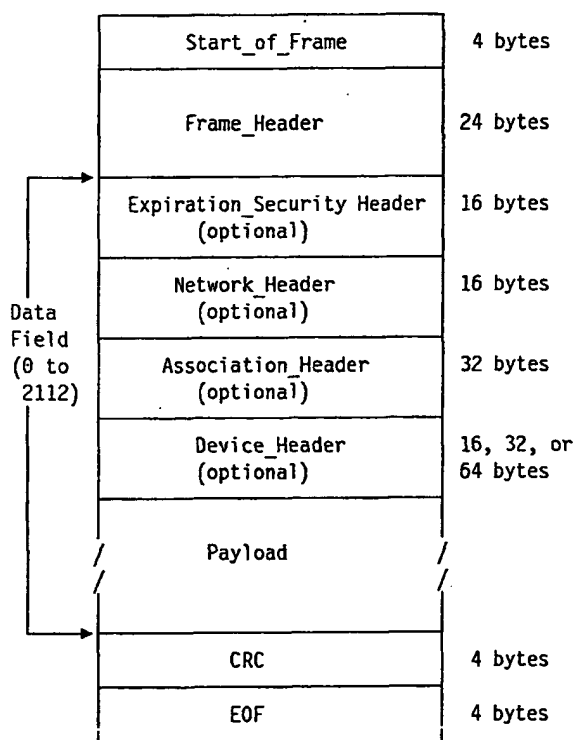 Start_of_Frame 4 bytes
Frame_Header 24 bytes
Expiration_Security Header 16 bytes
(optional)
Network_Header 16 bytes
(optional)
Data
Field
(0 to
2112)
Association_Header 32 bytes
(optional)
Device_Header 16, 32, or
(optional) 64 bytes
Payload
CRC 4 bytes
EOF 4 bytes